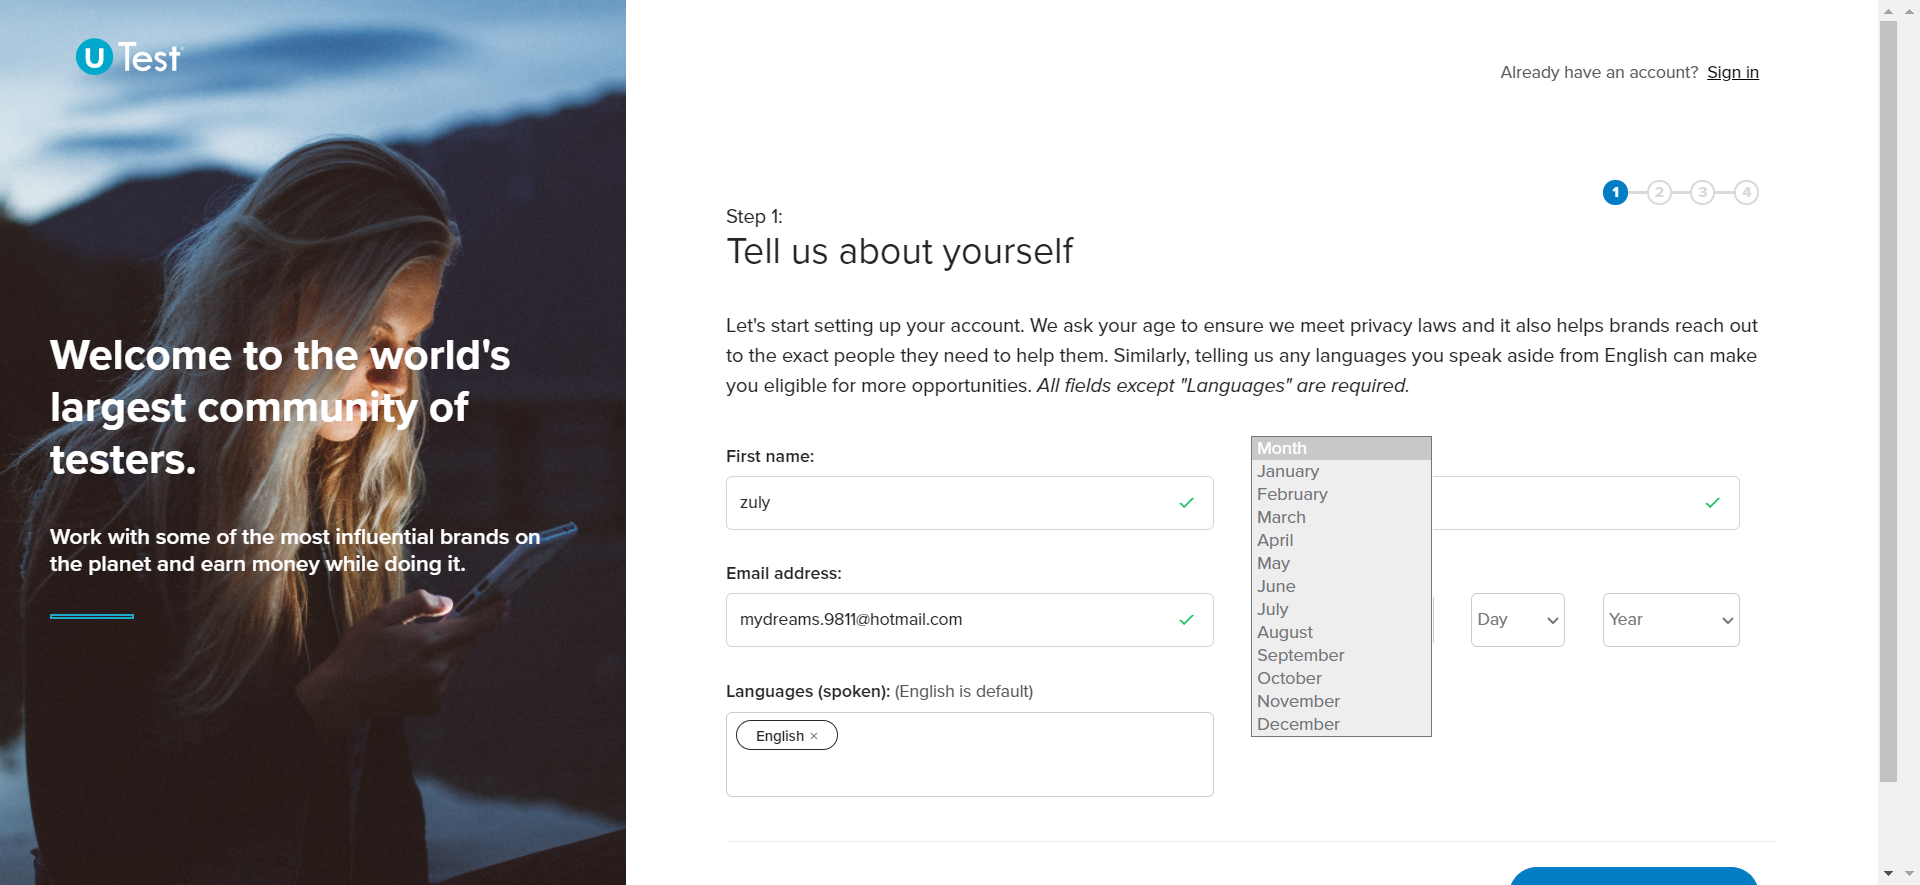 U Test
Welcome to the world's
largest community of
testers.
Work with some of the most influential brands on
the planet and earn money while doing it.
Already have an account? Sign in
1 2 3 4
Step 1:
Tell us about yourself
Let's start setting up your account. We ask your age to ensure we meet privacy laws and it also helps brands reach out
to the exact people they need to help them. Similarly, telling us any languages you speak aside from English can make
you eligible for more opportunities. All fields except "Languages" are required.
First name:
zuly
Email address:
mydreams.9811@hotmail.com
Languages (spoken): (English is default)
English ×
Month
January
February
March
April
May
June
July
August
September
October
November
December
Day
Year